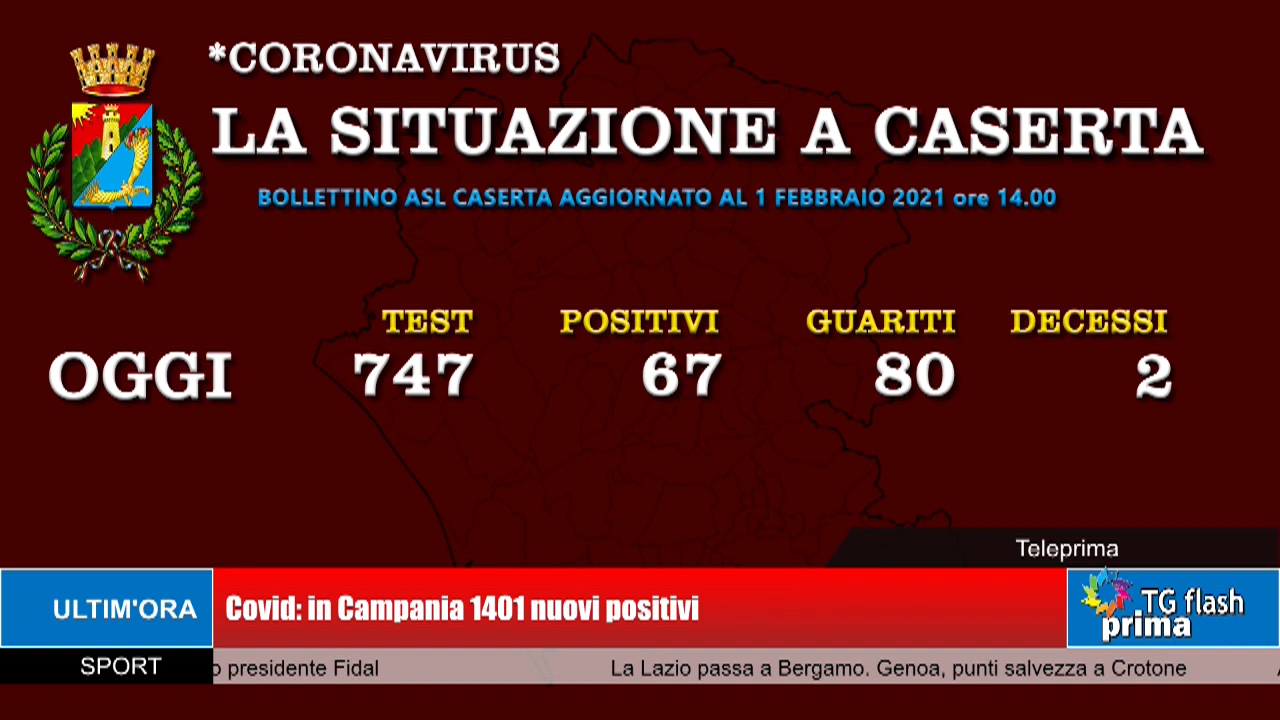 *CORONAVIRUS
LA SITUAZIONE A CASERTA
BOLLETTINO ASL CASERTA AGGIORNATO AL 1 FEBBRAIO 2021 ore 14.00
TEST POSITIVI GUARITI DECESSI
OGGI 747 67 80 2
Teleprima
ULTIM'ORA Covid: in Campania 1401 nuovi positivi
TG flash
prima
SPORT o presidente Fidal La Lazio passa a Bergamo. Genoa, punti salvezza a Crotone